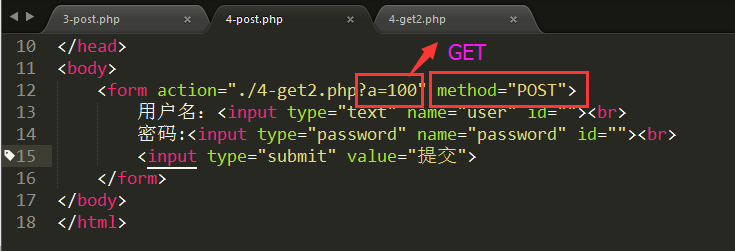 3-post.php × 4-post.php × 4-get2.php ×
GET
10 </head>
11 <body>
12 <form action="./4-get2.php?a=100" method="POST">
13 用户名：<input type="text" name="user" id=""><br>
14 密码:<input type="password" name="password" id=""><br>
15 <input type="submit" value="提交">
16 </form>
17 </body>
18 </html>